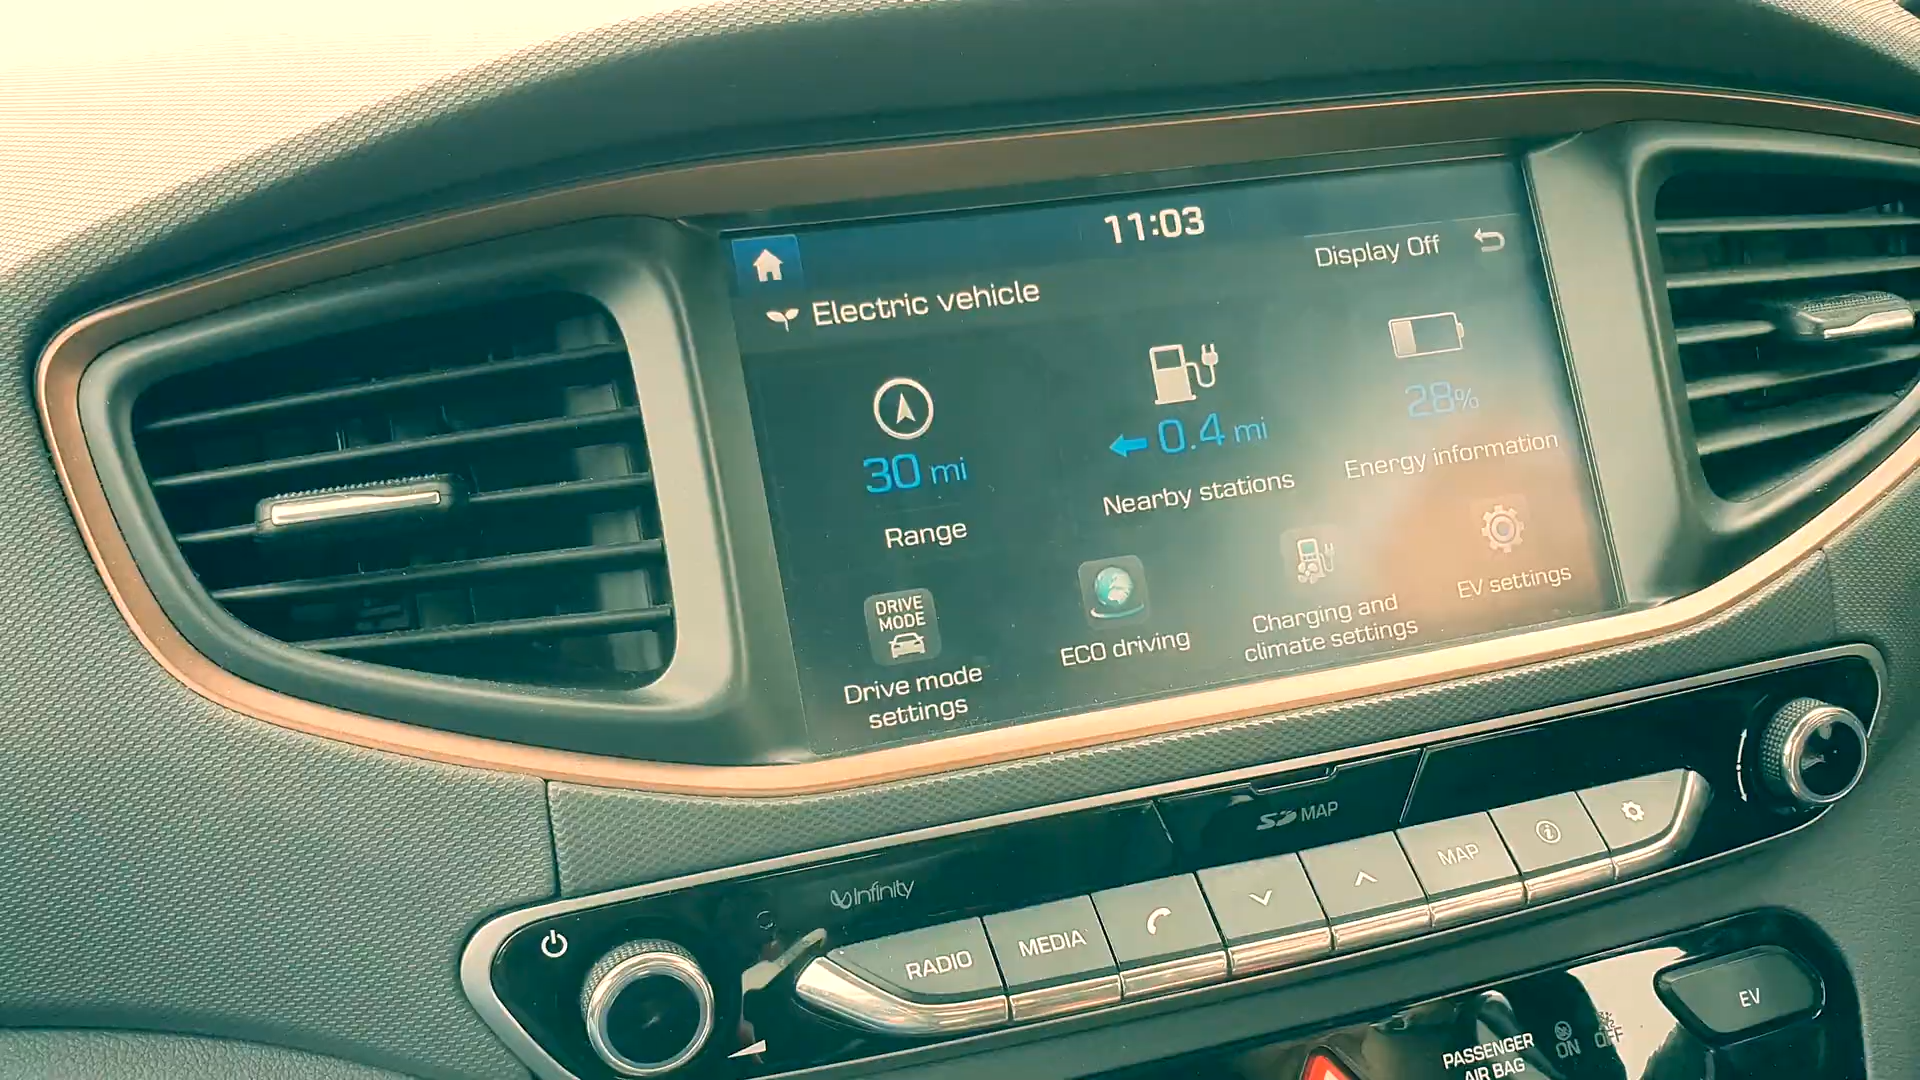 11:03
Display Off
Electric vehicle
30 mi
0.4 mi
28%
Range
Nearby stations
Energy information
DRIVE
MODE
Drive mode
settings
ECO driving
Charging and
climate settings
EV settings
SD MAP
Infinity
RADIO
MEDIA
MAP
EV
PASSENGER
AIR BAG
ON
OFF